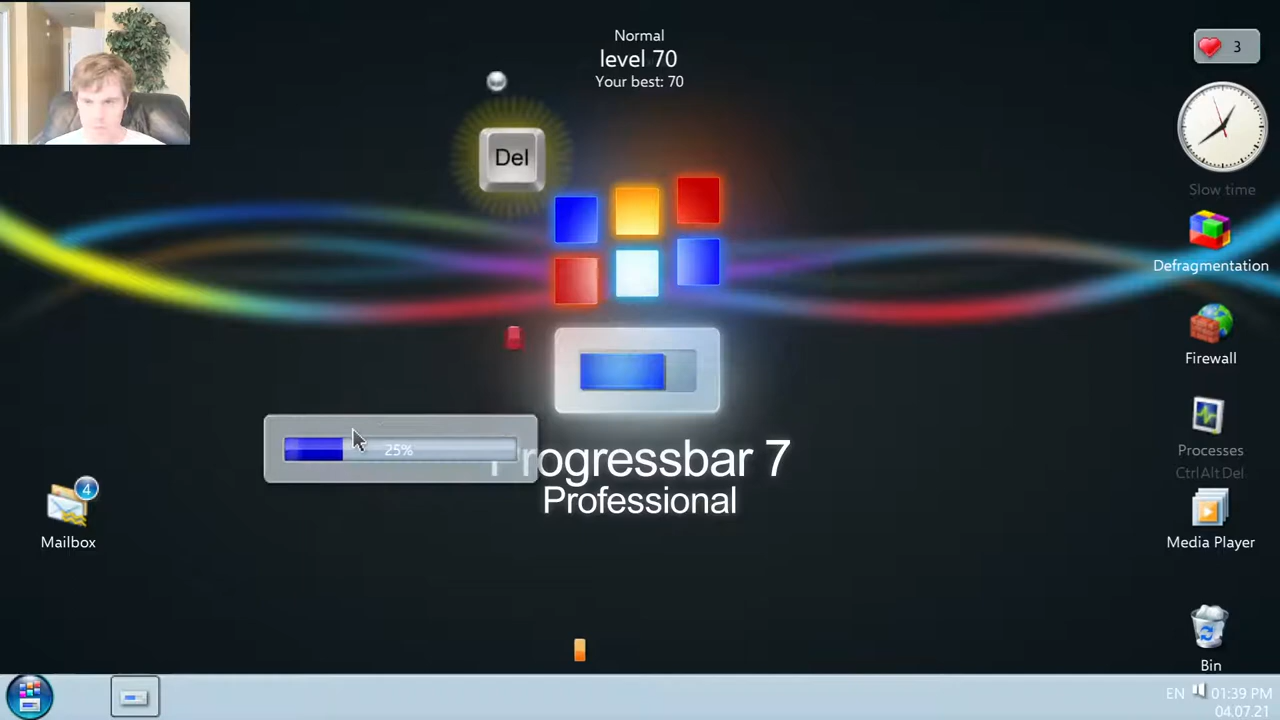 Normal
level 70
Your best: 70
3
Del
Slow time
Defragmentation
Firewall
Processes
CtrlAltDel
25%
rogressbar 7
Professional
4
Mailbox
Media Player
Bin
EN 01:39 PM
04.07.21